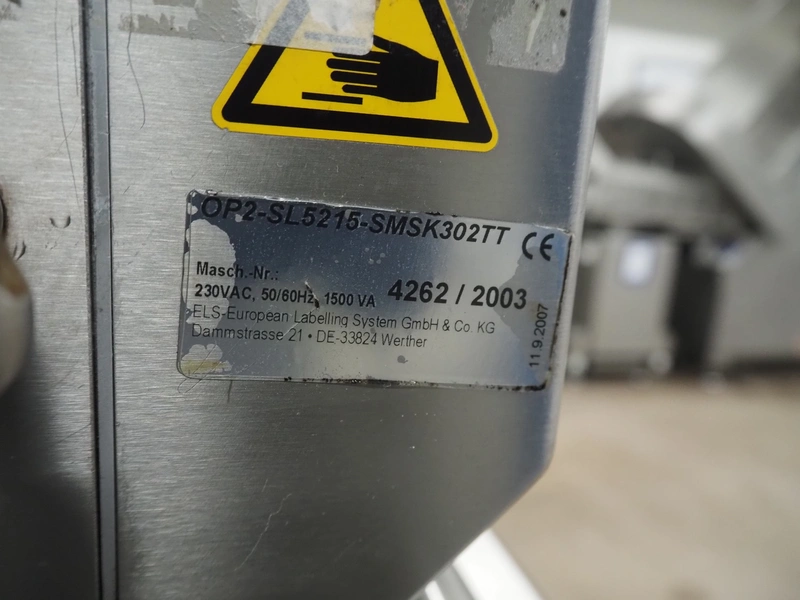 OP2-SL5215-SMSK302TT CE
Masch.-Nr.: 4262 / 2003
230VAC, 50/60Hz, 1500 VA
ELS-European Labelling System GmbH & Co. KG
Dammstrasse 21 • DE-33824 Werther
11.9.2007